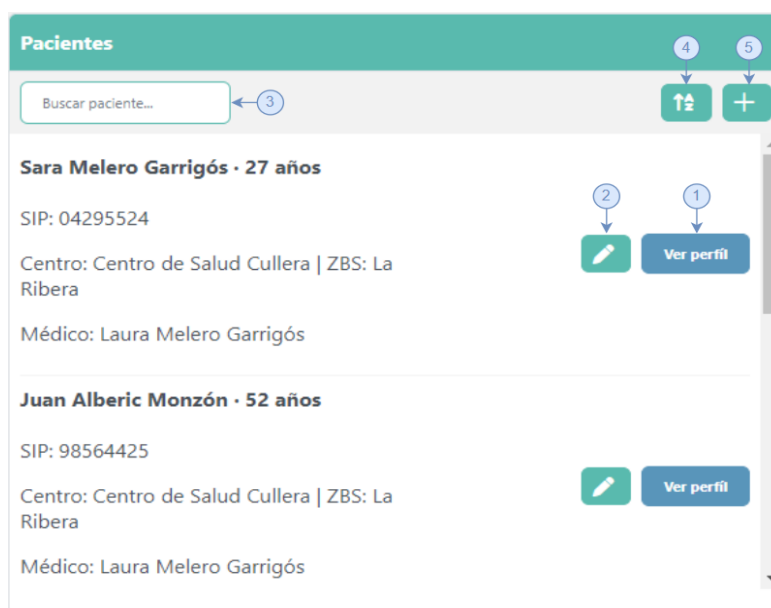 Pacientes
4
5
Buscar paciente...
3
Sara Melero Garrigós · 27 años
2
1
SIP: 04295524
Ver perfíl
Centro: Centro de Salud Cullera | ZBS: La
Ribera
Médico: Laura Melero Garrigós
Juan Alberic Monzón · 52 años
SIP: 98564425
Ver perfíl
Centro: Centro de Salud Cullera | ZBS: La
Ribera
Médico: Laura Melero Garrigós